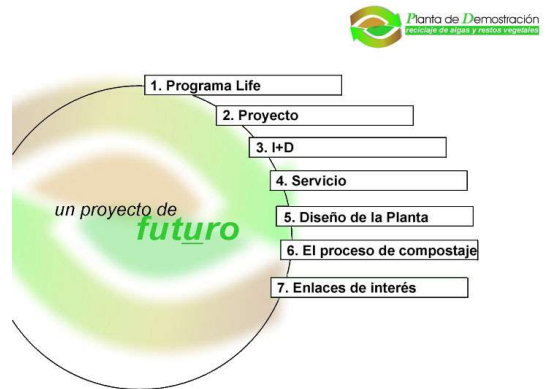 Planta de Demostración
reciclaje de algas y restos vegetales
1. Programa Life
2. Proyecto
3. I+D
4. Servicio
un proyecto de
futuro
5. Diseño de la Planta
6. El proceso de compostaje
7. Enlaces de interés